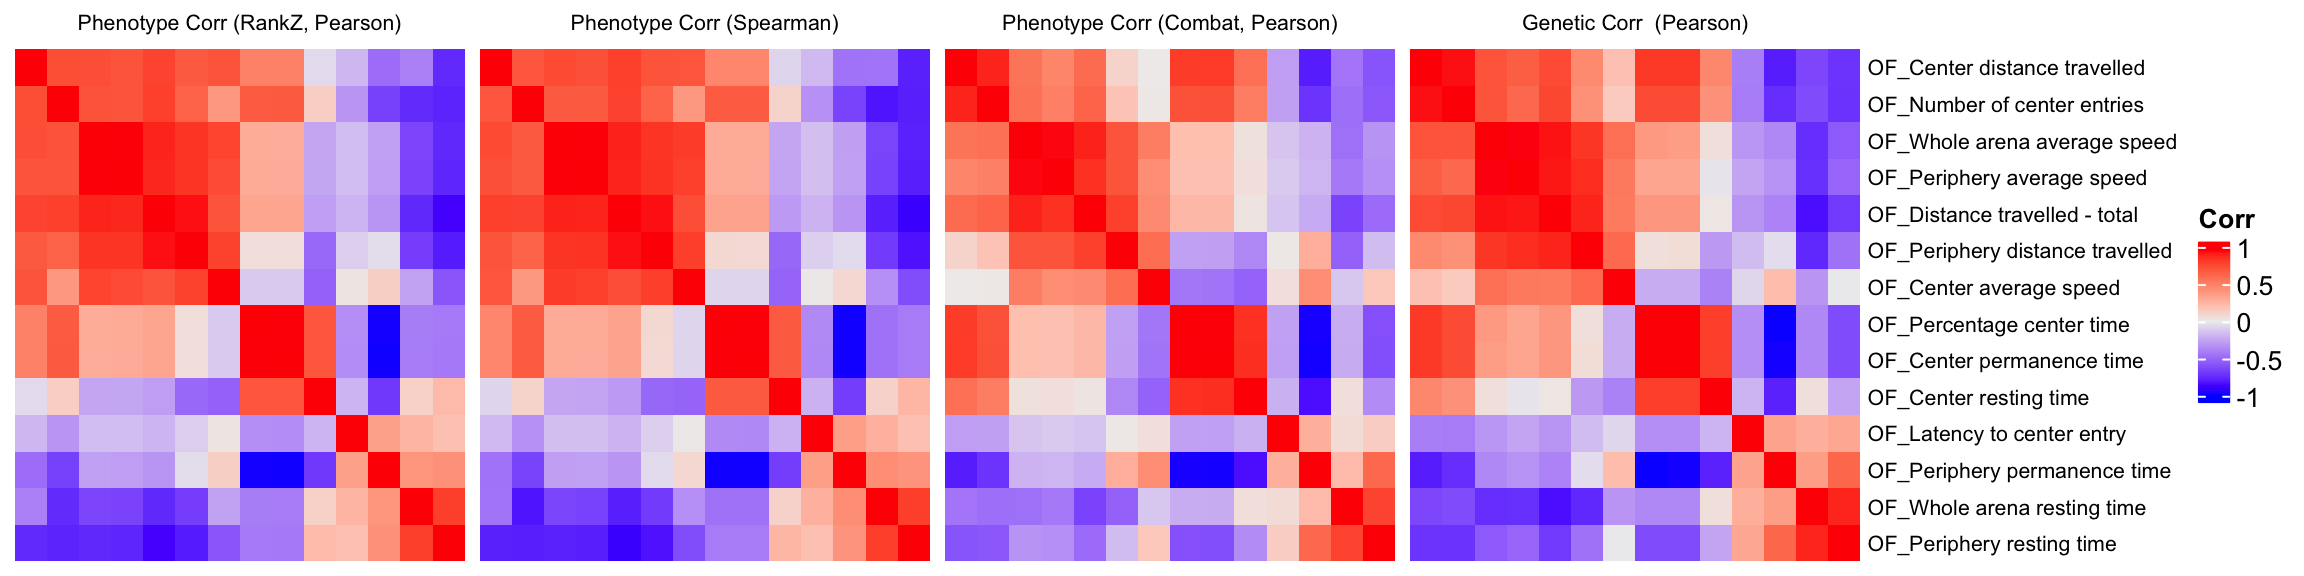 Phenotype Corr (RankZ, Pearson)
Phenotype Corr (Spearman)
Phenotype Corr (Combat, Pearson)
Genetic Corr  (Pearson)
OF_Center distance travelled
OF_Number of center entries
OF_Whole arena average speed
OF_Periphery average speed
OF_Distance travelled - total
OF_Periphery distance travelled
OF_Center average speed
OF_Percentage center time
OF_Center permanence time
OF_Center resting time
OF_Latency to center entry
OF_Periphery permanence time
OF_Whole arena resting time
OF_Periphery resting time
Corr
1
0.5
0
-0.5
-1